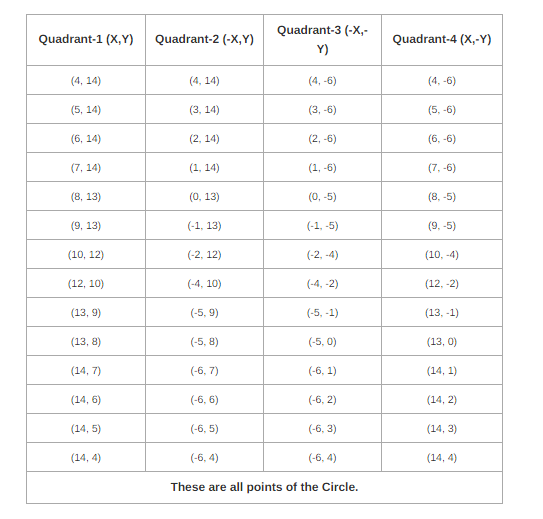 Quadrant-1 (X,Y) Quadrant-2 (-X,Y) Quadrant-3 (-X,-Y) Quadrant-4 (X,-Y)
(4, 14) (4, 14) (4, -6) (4, -6)
(5, 14) (3, 14) (3, -6) (5, -6)
(6, 14) (2, 14) (2, -6) (6, -6)
(7, 14) (1, 14) (1, -6) (7, -6)
(8, 13) (0, 13) (0, -5) (8, -5)
(9, 13) (-1, 13) (-1, -5) (9, -5)
(10, 12) (-2, 12) (-2, -4) (10, -4)
(12, 10) (-4, 10) (-4, -2) (12, -2)
(13, 9) (-5, 9) (-5, -1) (13, -1)
(13, 8) (-5, 8) (-5, 0) (13, 0)
(14, 7) (-6, 7) (-6, 1) (14, 1)
(14, 6) (-6, 6) (-6, 2) (14, 2)
(14, 5) (-6, 5) (-6, 3) (14, 3)
(14, 4) (-6, 4) (-6, 4) (14, 4)
These are all points of the Circle.